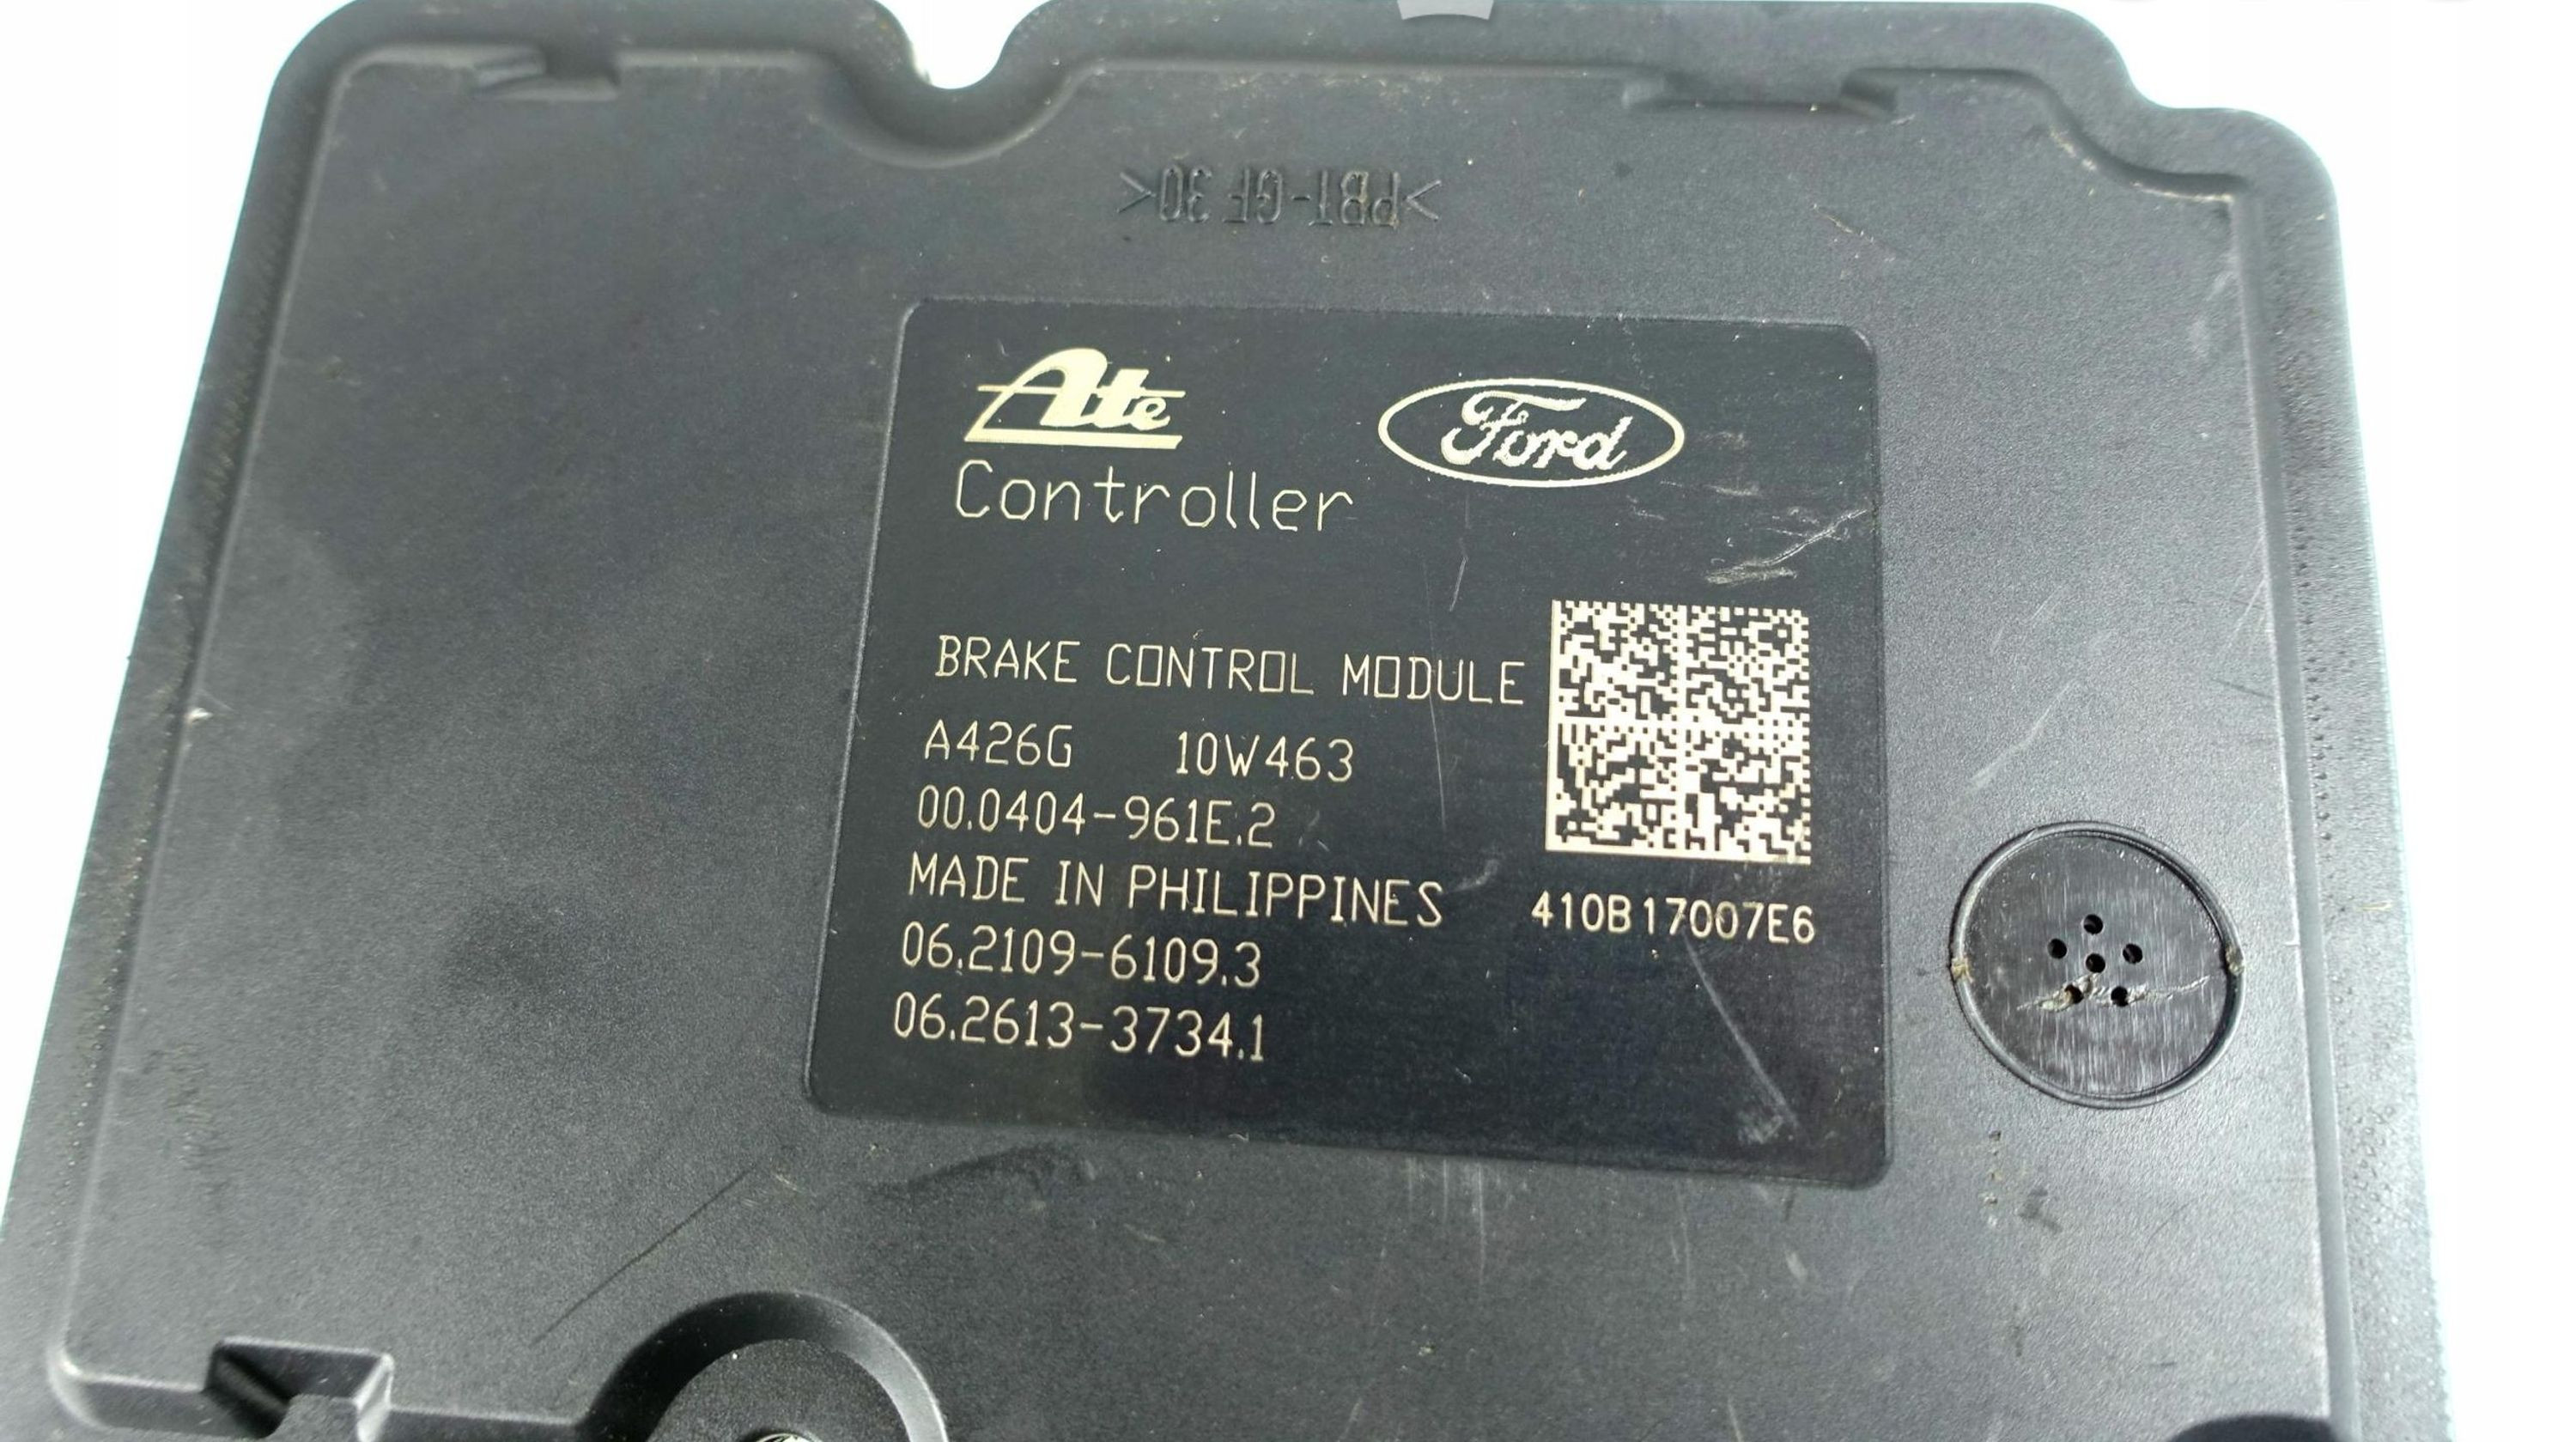 >PBT-GF 30<
Ate
Ford
Controller
BRAKE CONTROL MODULE
A426G 10W463
00.0404-961E.2
MADE IN PHILIPPINES
410B17007E6
06.2109-6109.3
06.2613-3734.1